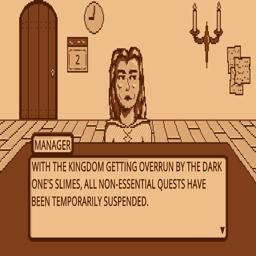 2
MANAGER
WITH THE KINGDOM GETTING OVERRUN BY THE DARK
ONE'S SLIMES, ALL NON-ESSENTIAL QUESTS HAVE
BEEN TEMPORARILY SUSPENDED.